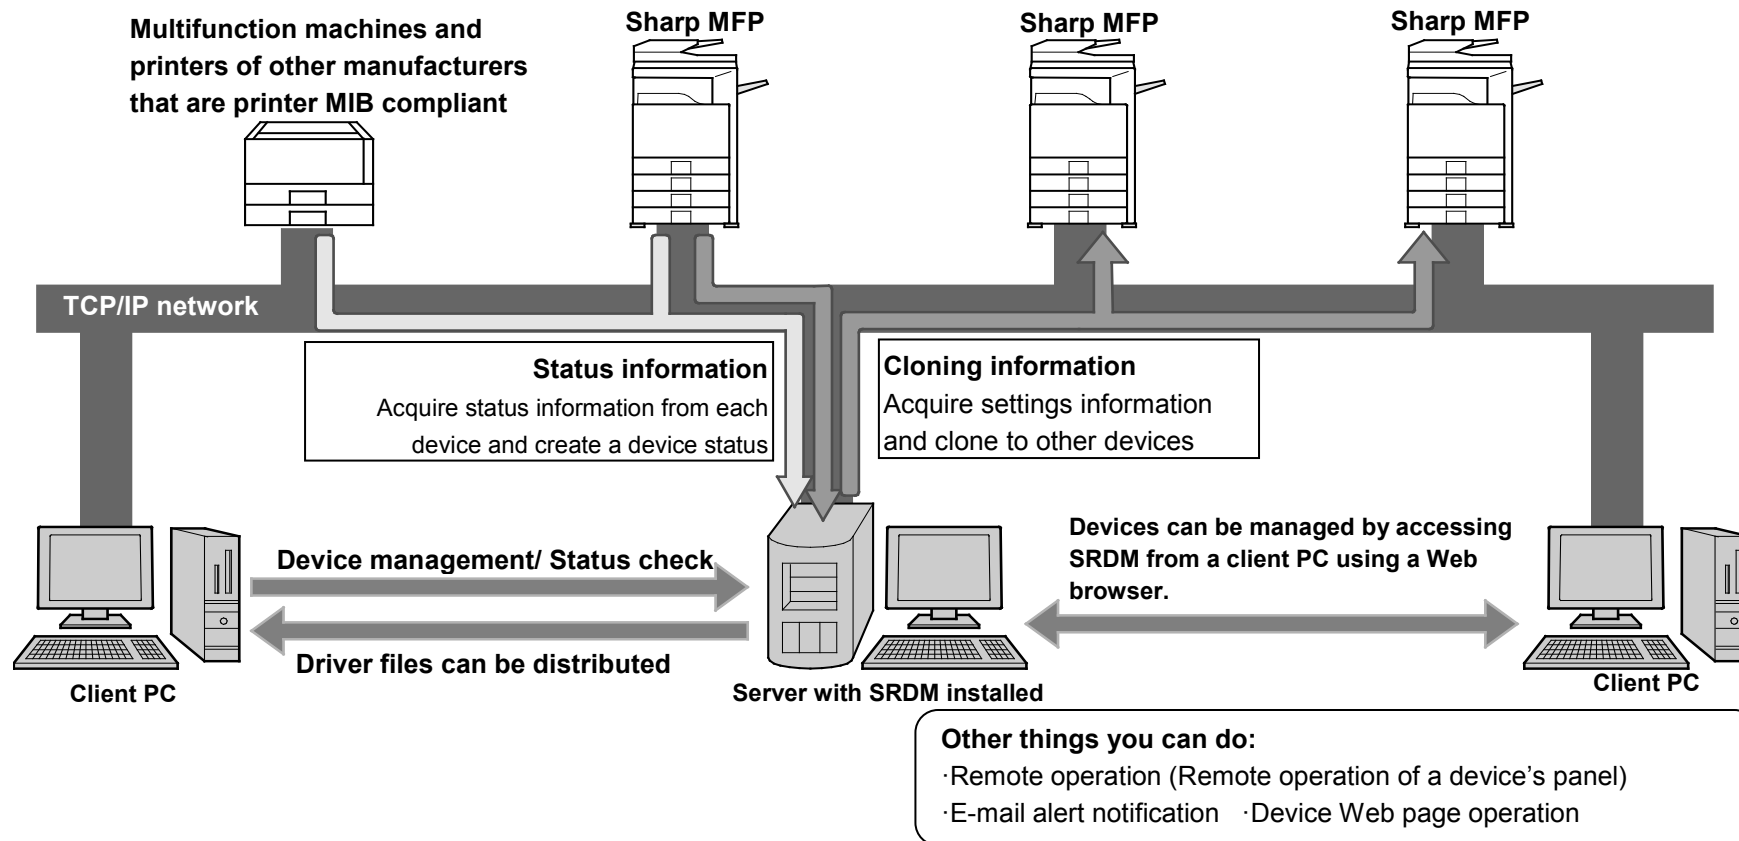 Multifunction machines and
printers of other manufacturers
that are printer MIB compliant
Sharp MFP
Sharp MFP
Sharp MFP
TCP/IP network
Status information
Acquire status information from each
device and create a device status
Cloning information
Acquire settings information
and clone to other devices
Device management/ Status check
Driver files can be distributed
Devices can be managed by accessing
SRDM from a client PC using a Web
browser.
Client PC
Server with SRDM installed
Client PC
Other things you can do:
·Remote operation (Remote operation of a device’s panel)
·E-mail alert notification ·Device Web page operation